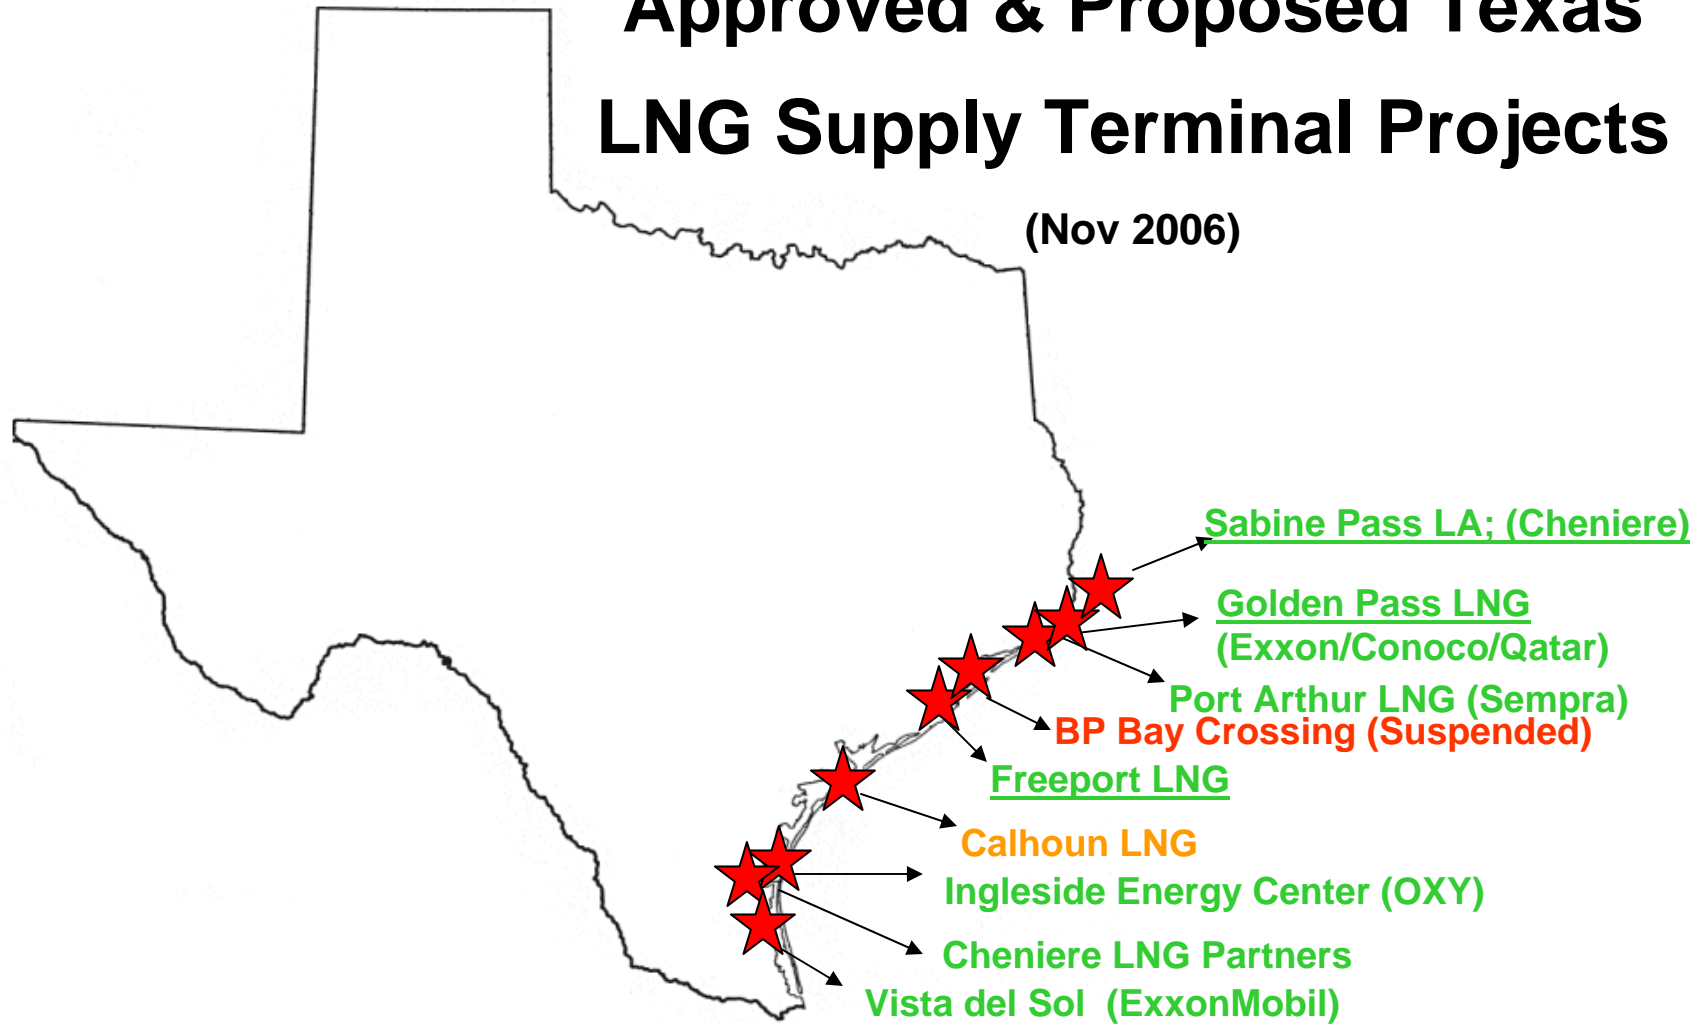 Approved & Proposed Texas
LNG Supply Terminal Projects
(Nov 2006)
Sabine Pass LA; (Cheniere)
Golden Pass LNG
(Exxon/Conoco/Qatar)
Port Arthur LNG (Sempra)
BP Bay Crossing (Suspended)
Freeport LNG
Calhoun LNG
Ingleside Energy Center (OXY)
Cheniere LNG Partners
Vista del Sol (ExxonMobil)